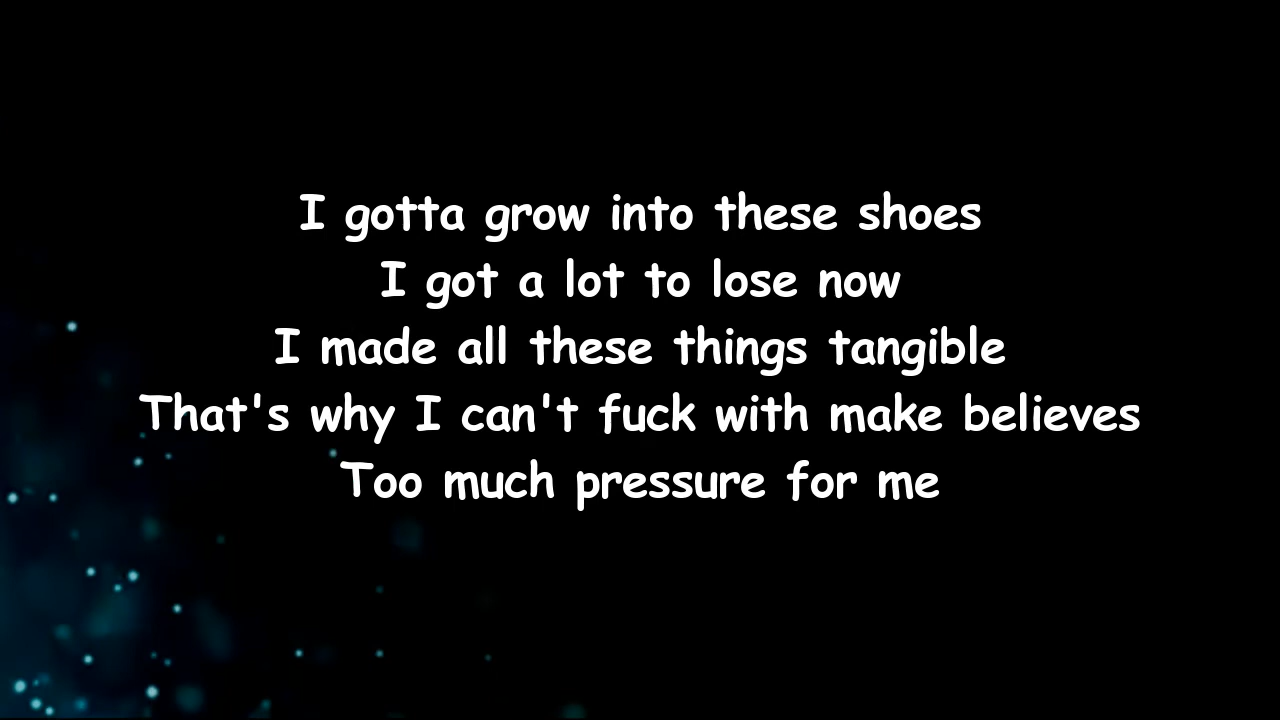 I gotta grow into these shoes
I got a lot to lose now
I made all these things tangible
That's why I can't fuck with make believes
Too much pressure for me